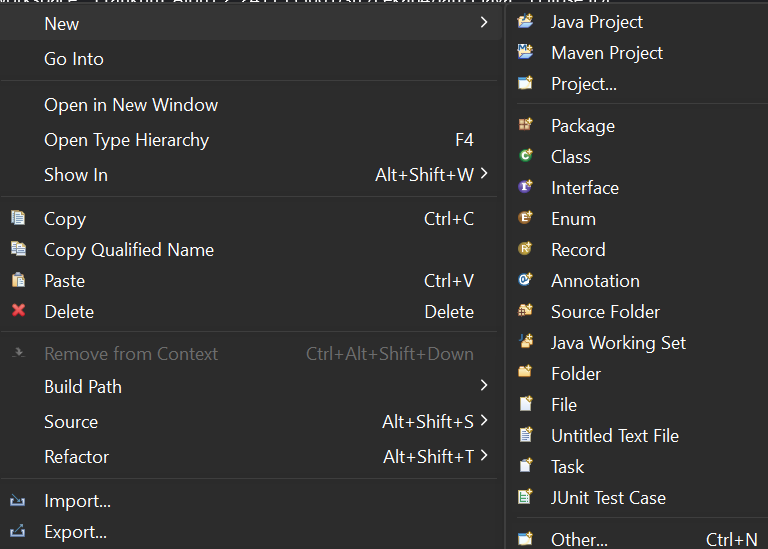 New
Go Into
Open in New Window
Open Type Hierarchy F4
Show In Alt+Shift+W
Copy Ctrl+C
Copy Qualified Name
Paste Ctrl+V
Delete Delete
Remove from Context Ctrl+Alt+Shift+Down
Build Path
Source Alt+Shift+S
Refactor Alt+Shift+T
Import...
Export...
Java Project
Maven Project
Project...
Package
Class
Interface
Enum
Record
Annotation
Source Folder
Java Working Set
Folder
File
Untitled Text File
Task
JUnit Test Case
Other... Ctrl+N